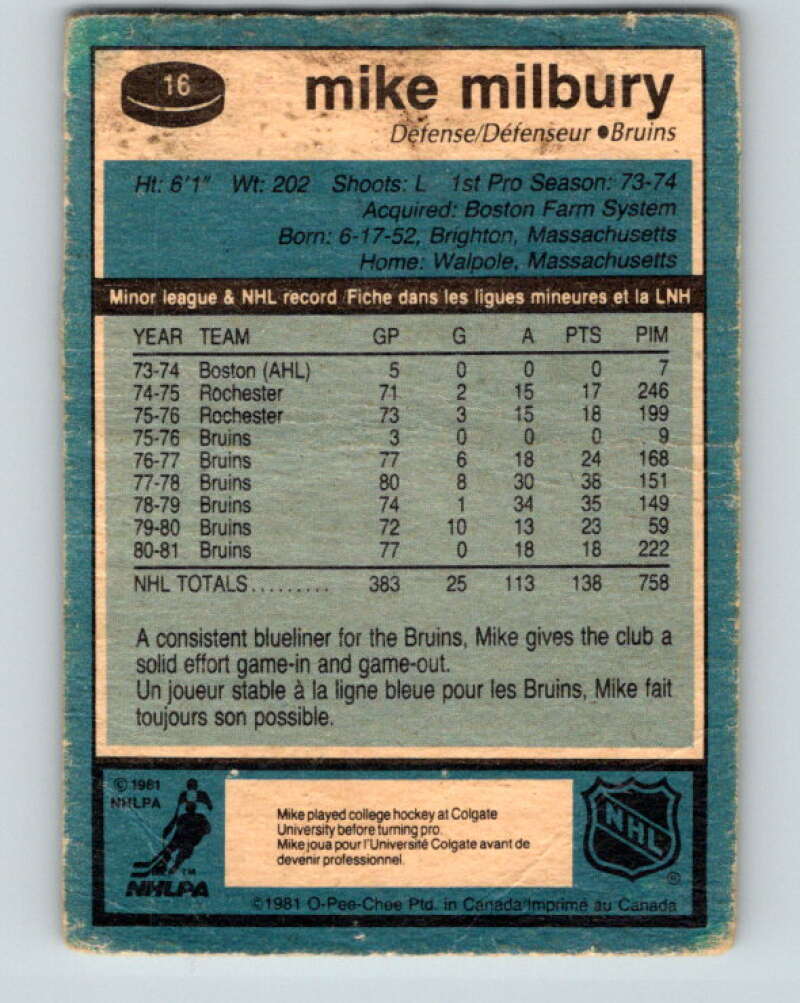 16
mike milbury
Defense/Défenseur •Bruins
Ht: 6'1" Wt: 202 Shoots: L 1st Pro Season: 73-74
Acquired: Boston Farm System
Born: 6-17-52, Brighton, Massachusetts
Home: Walpole, Massachusetts
Minor league & NHL record/Fiche dans les ligues mineures et la LNH
YEAR TEAM GP G A PTS PIM
73-74 Boston (AHL) 5 0 0 0 7
74-75 Rochester 71 2 15 17 246
75-76 Rochester 73 3 15 18 199
75-76 Bruins 3 0 0 0 9
76-77 Bruins 77 6 18 24 168
77-78 Bruins 80 8 30 38 151
78-79 Bruins 74 1 34 35 149
79-80 Bruins 72 10 13 23 59
80-81 Bruins 77 0 18 18 222
NHL TOTALS......... 383 25 113 138 758
A consistent blueliner for the Bruins, Mike gives the club a
solid effort game-in and game-out.
Un joueur stable à la ligne bleue pour les Bruins, Mike fait
toujours son possible.
© 1981
NHLPA
TM
NHLPA
Mike played college hockey at Colgate
University before turning pro.
Mike joua pour l'Université Colgate avant de
devenir professionnel.
NHL
®
©1981 O-Pee-Chee Ptd. in Canada/Imprimé au Canada